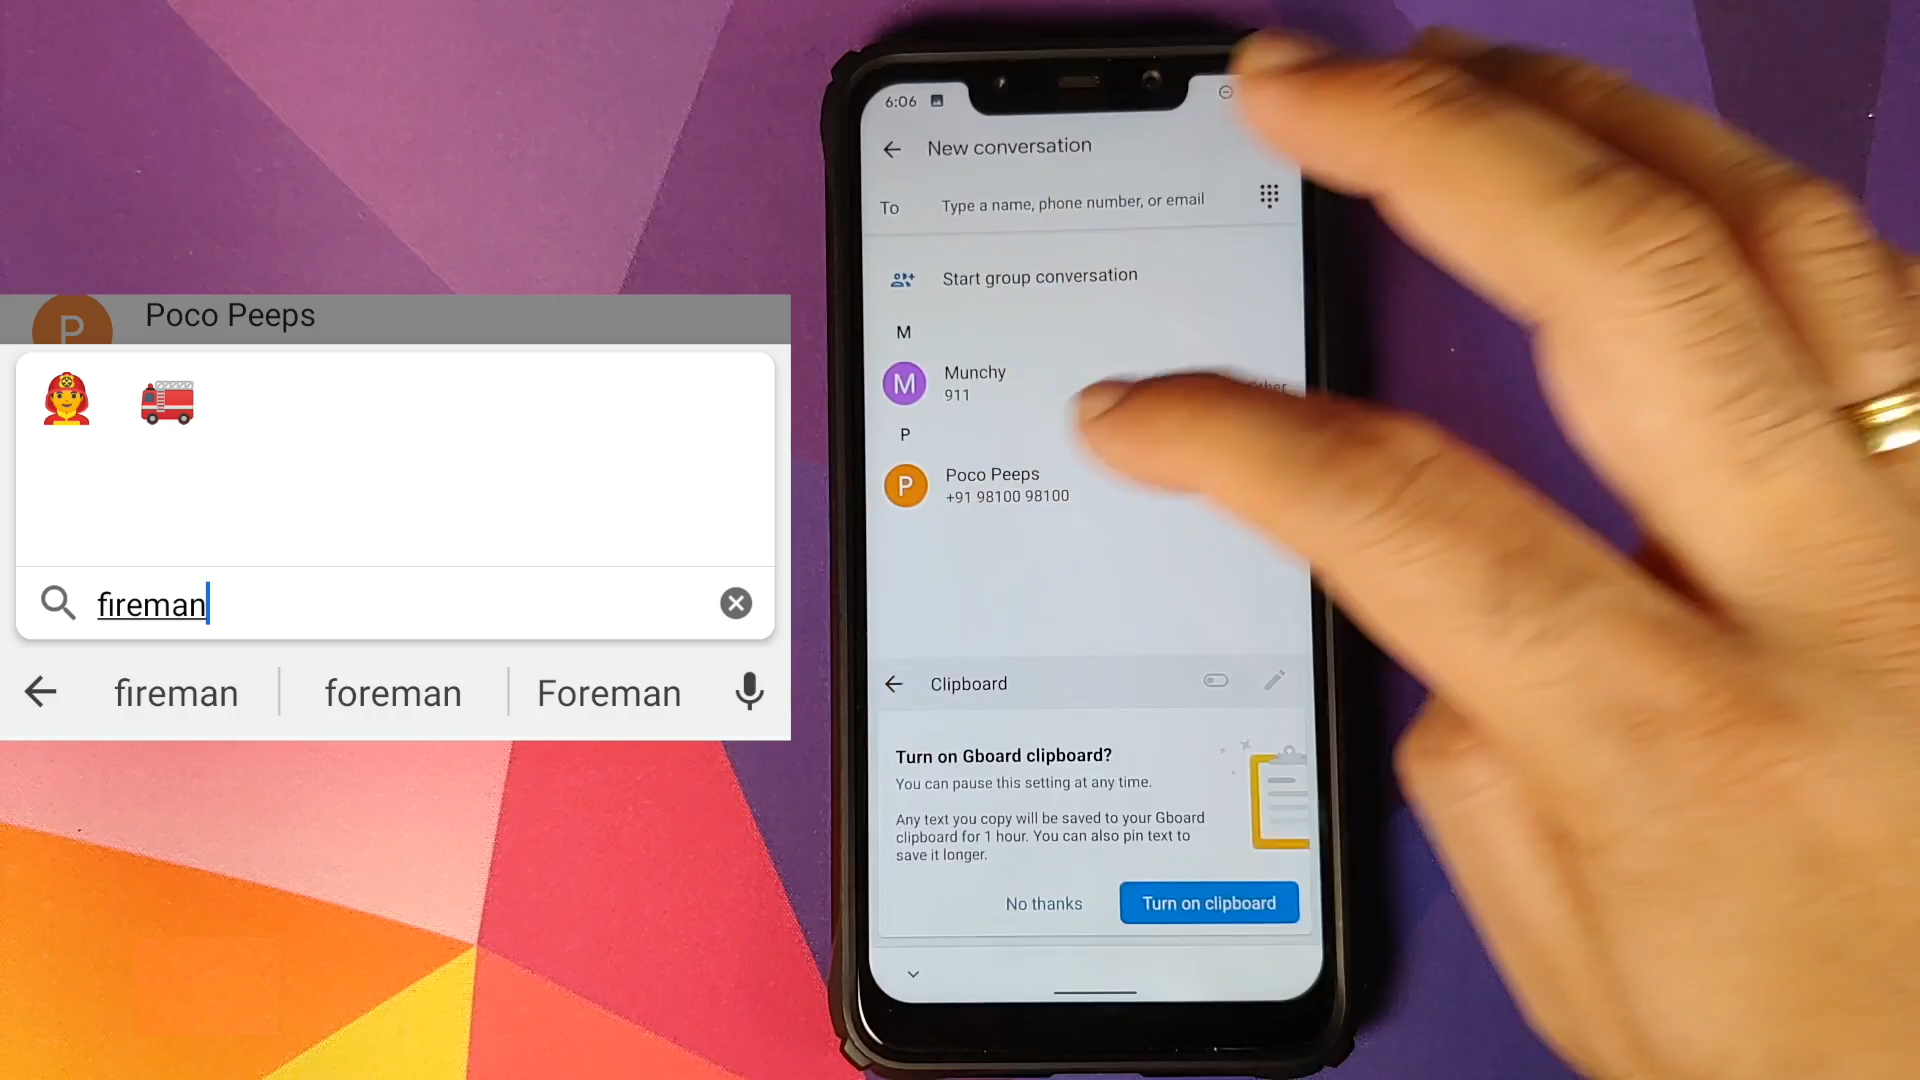 P
Poco Peeps
fireman
fireman
foreman
Foreman
6:06
New conversation
To
Type a name, phone number, or email
Start group conversation
M
M
Munchy
911
P
P
Poco Peeps
+91 98100 98100
Clipboard
Turn on Gboard clipboard?
You can pause this setting at any time.
Any text you copy will be saved to your Gboard
clipboard for 1 hour. You can also pin text to
save it longer.
No thanks
Turn on clipboard